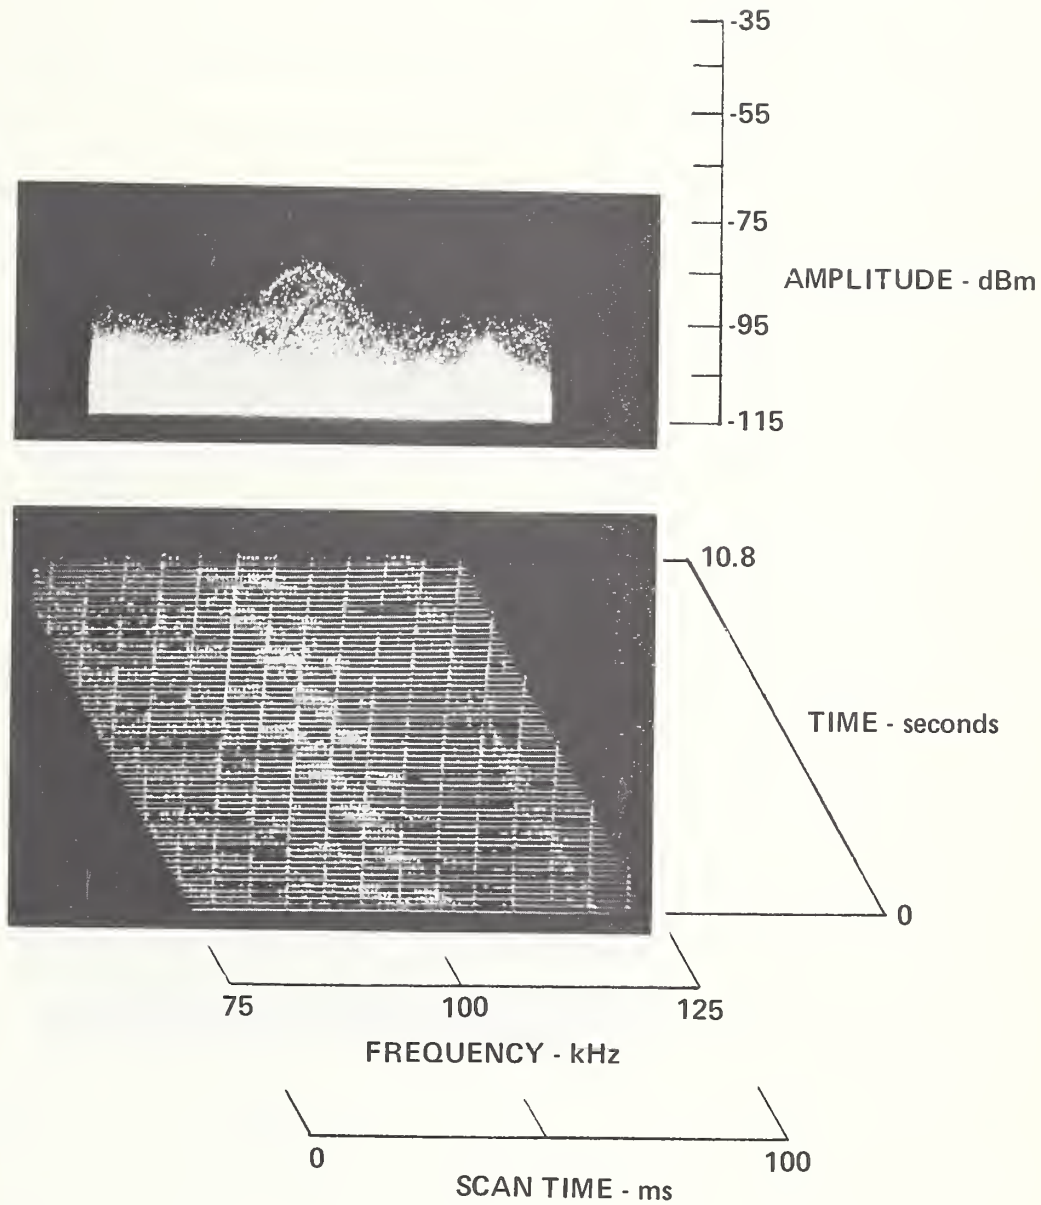 -35
-55
-75
AMPLITUDE - dBm
-95
-115
10.8
TIME - seconds
0
75 100 125
FREQUENCY - kHz
0 100
SCAN TIME - ms